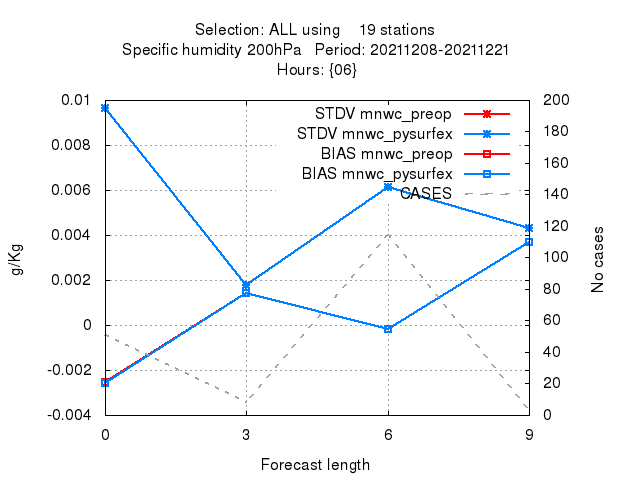 Selection: ALL using 19 stations
Specific humidity 200hPa Period: 20211208-20211221
Hours: {06}
STDV mnwc_preop
STDV mnwc_pysurfex
BIAS mnwc_preop
BIAS mnwc_pysurfex
CASES
0.01
0.008
0.006
0.004
0.002
0
-0.002
-0.004
g/Kg
200
180
160
140
120
100
80
60
40
20
0
No cases
0 3 6 9
Forecast length